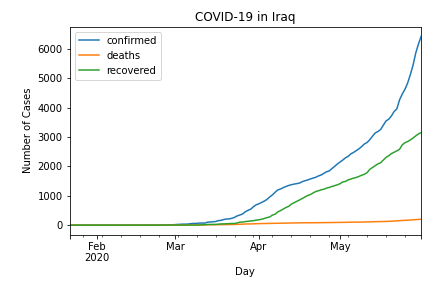 COVID-19 in Iraq
confirmed
deaths
recovered
Number of Cases
6000
5000
4000
3000
2000
1000
0
Feb
2020
Mar
Apr
May
Day